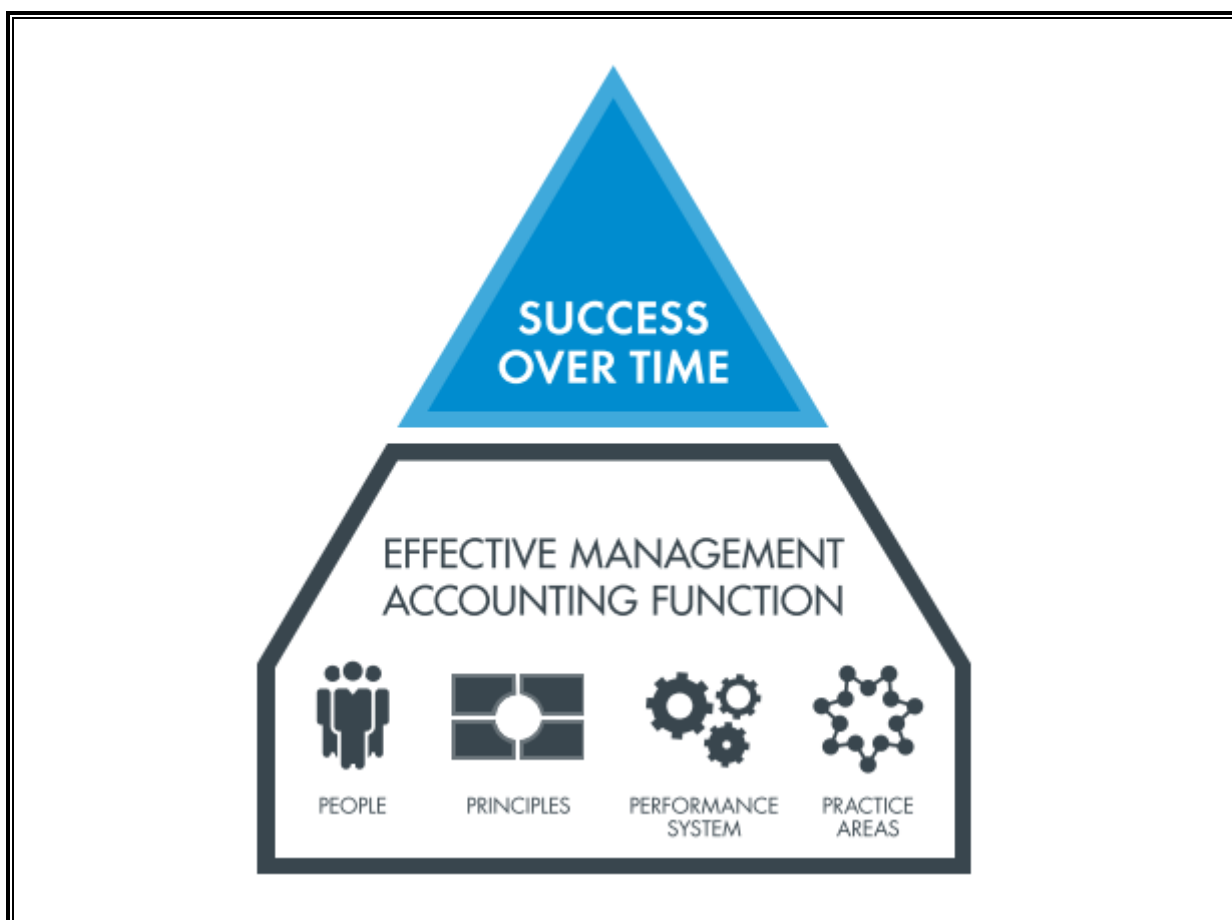 SUCCESS
OVER TIME
EFFECTIVE MANAGEMENT
ACCOUNTING FUNCTION
PEOPLE
PRINCIPLES
PERFORMANCE
SYSTEM
PRACTICE
AREAS